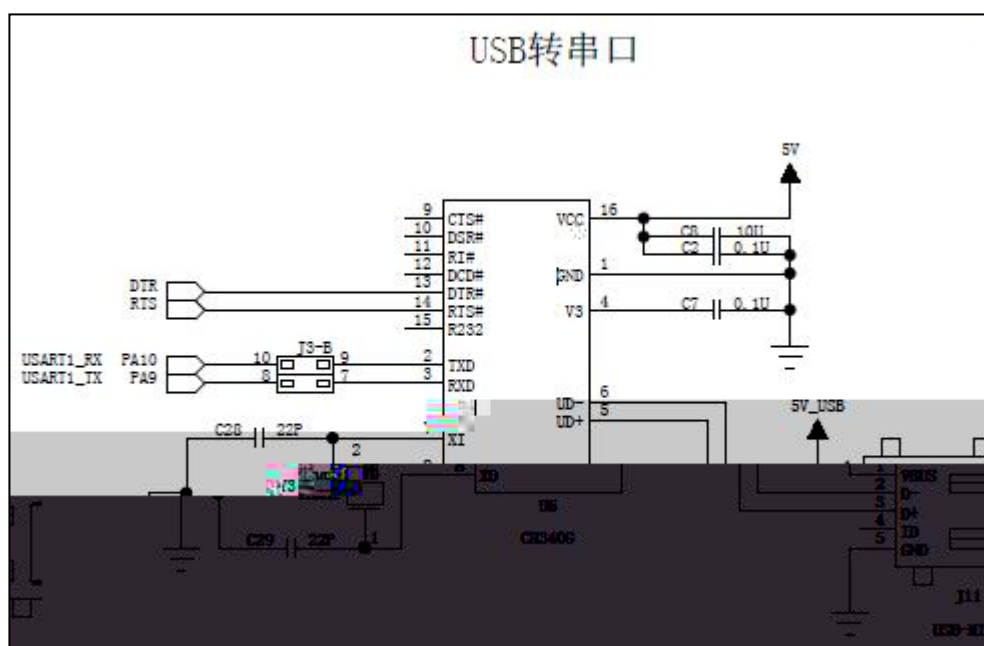 USB转串口
5V
9 CTS# VCC 16
10 DSR# C8 10U
11 RI# C2 0.1U
12 DCD# GND 1
DTR 13 DTR#
RTS 14 RTS# V3 4 C7 0.1U
15 R232
J3-B
USART1_RX PA10 10 9 2 TXD
USART1_TX PA9 8 7 3 RXD
UD- 6
UD+ 5
5V_USB
C28 22P XI
2
XO
1 VBUS
2 D-
3 D+
4 ID
5 GND
C29 22P 1
CH340G